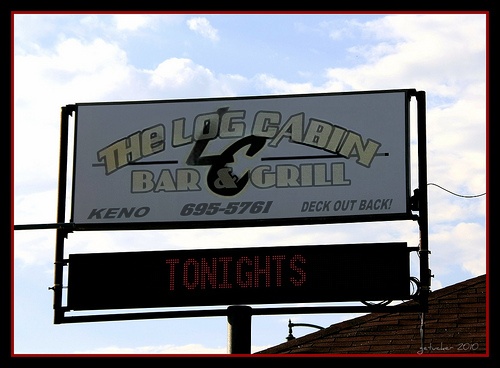 THE LOG CABIN
LC
BAR & GRILL
KENO 695-5761 DECK OUT BACK!
TONIGHTS